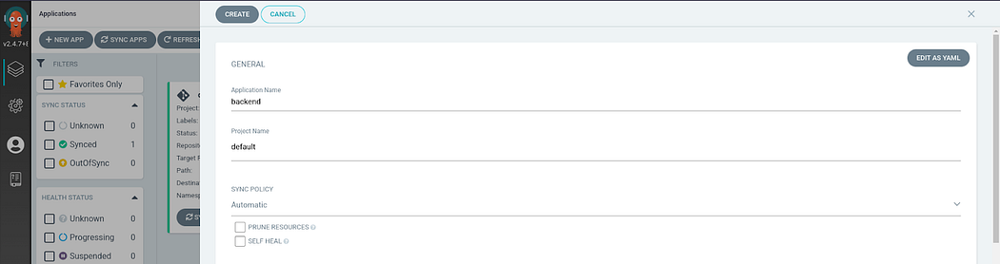 Applications
v2.4.7+
+ NEW APP
SYNC APPS
REFRESH
FILTERS
Favorites Only
SYNC STATUS
Unknown 0
Synced 1
OutOfSync 0
HEALTH STATUS
Unknown 0
Progressing 0
Suspended 0
Project:
Labels:
Status:
Reposit
Target
Path:
Destina
Namesp
CREATE
CANCEL
GENERAL
EDIT AS YAML
Application Name
backend
Project Name
default
SYNC POLICY
Automatic
PRUNE RESOURCES
SELF HEAL